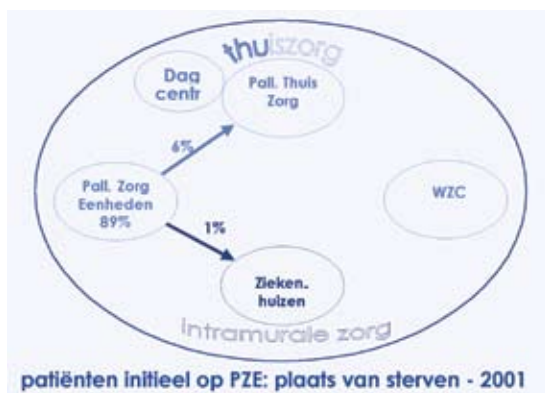 thuiszorg
Dag
centr
Pall. Thuis
Zorg
6%
Pall. Zorg
Eenheden
89%
WZC
1%
Zieken.
huizen
intramurale zorg
patiënten initieel op PZE: plaats van sterven - 2001